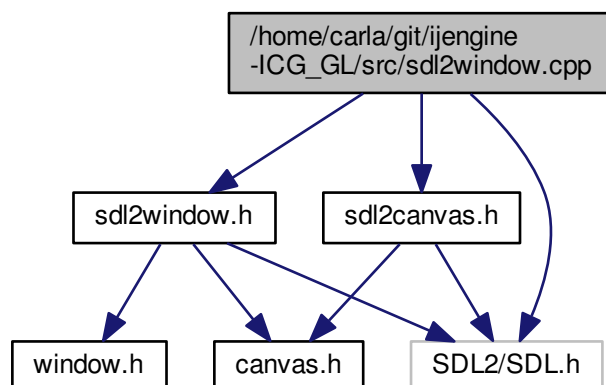 /home/carla/git/ijengine
-ICG_GL/src/sdl2window.cpp
sdl2window.h
sdl2canvas.h
window.h
canvas.h
SDL2/SDL.h